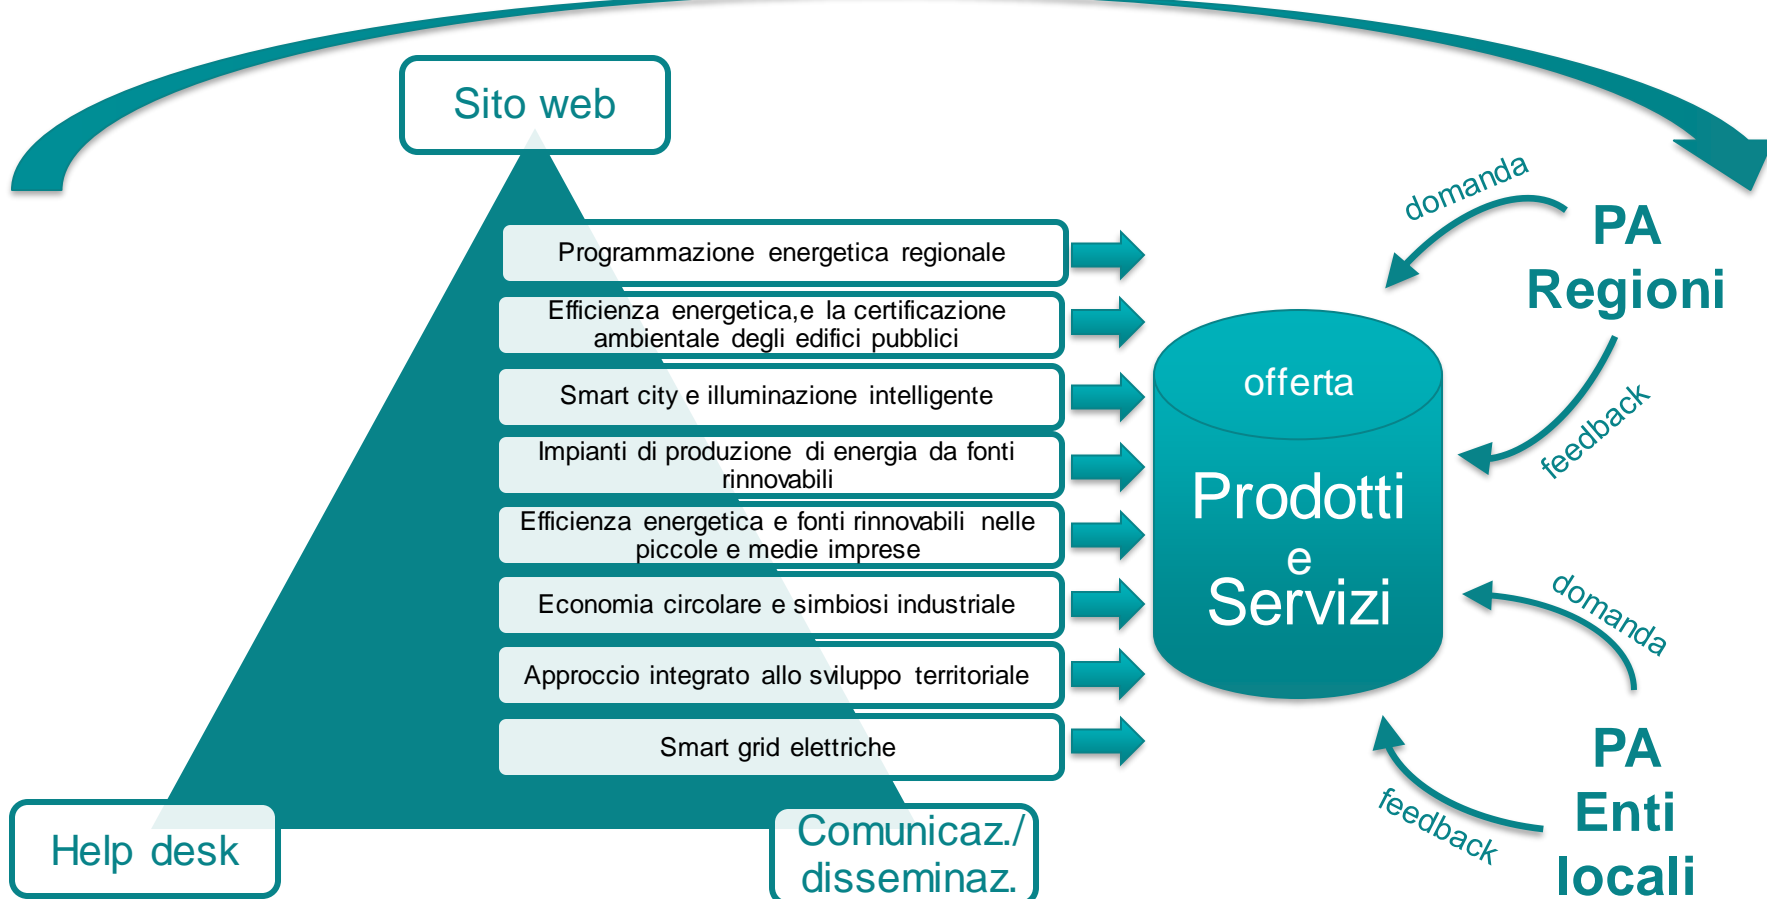 Sito web
Programmazione energetica regionale
Efficienza energetica,e la certificazione
ambientale degli edifici pubblici
Smart city e illuminazione intelligente
Impianti di produzione di energia da fonti
rinnovabili
Efficienza energetica e fonti rinnovabili nelle
piccole e medie imprese
Economia circolare e simbiosi industriale
Approccio integrato allo sviluppo territoriale
Smart grid elettriche
Help desk
Comunicaz./
disseminaz.
offerta
Prodotti
e
Servizi
domanda
PA
Regioni
feedback
domanda
PA
Enti
locali
feedback